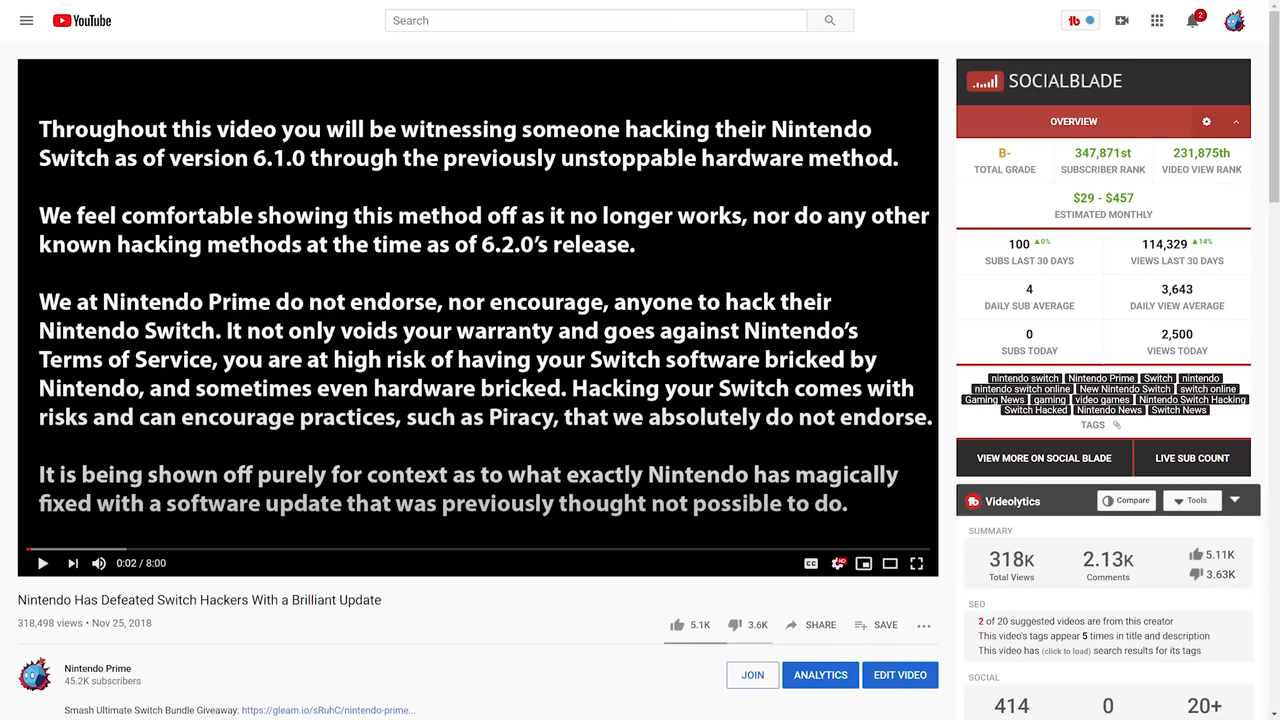 YouTube
Search
2
Throughout this video you will be witnessing someone hacking their Nintendo
Switch as of version 6.1.0 through the previously unstoppable hardware method.
We feel comfortable showing this method off as it no longer works, nor do any other
known hacking methods at the time as of 6.2.0's release.
We at Nintendo Prime do not endorse, nor encourage, anyone to hack their
Nintendo Switch. It not only voids your warranty and goes against Nintendo's
Terms of Service, you are at high risk of having your Switch software bricked by
Nintendo, and sometimes even hardware bricked. Hacking your Switch comes with
risks and can encourage practices, such as Piracy, that we absolutely do not endorse.
It is being shown off purely for context as to what exactly Nintendo has magically
fixed with a software update that was previously thought not possible to do.
0:02 / 8:00
HD
Nintendo Has Defeated Switch Hackers With a Brilliant Update
318,498 views • Nov 25, 2018
5.1K 3.6K SHARE SAVE
Nintendo Prime
45.2K subscribers
JOIN ANALYTICS EDIT VIDEO
Smash Ultimate Switch Bundle Giveaway: https://gleam.io/sRuhC/nintendo-prime...
SOCIALBLADE
OVERVIEW
B- 347,871st 231,875th
TOTAL GRADE SUBSCRIBER RANK VIDEO VIEW RANK
$29 - $457
ESTIMATED MONTHLY
100 ▲0% 114,329 ▲14%
SUBS LAST 30 DAYS VIEWS LAST 30 DAYS
4 3,643
DAILY SUB AVERAGE DAILY VIEW AVERAGE
0 2,500
SUBS TODAY VIEWS TODAY
nintendo switch Nintendo Prime Switch nintendo
nintendo switch online New Nintendo Switch switch online
Gaming News gaming video games Nintendo Switch Hacking
Switch Hacked Nintendo News Switch News
TAGS
VIEW MORE ON SOCIAL BLADE LIVE SUB COUNT
Videolytics Compare Tools
SUMMARY
318K 2.13K 5.11K
Total Views Comments 3.63K
SEO
2 of 20 suggested videos are from this creator
This video's tags appear 5 times in title and description
This video has (click to load) search results for its tags
SOCIAL
414 0 20+